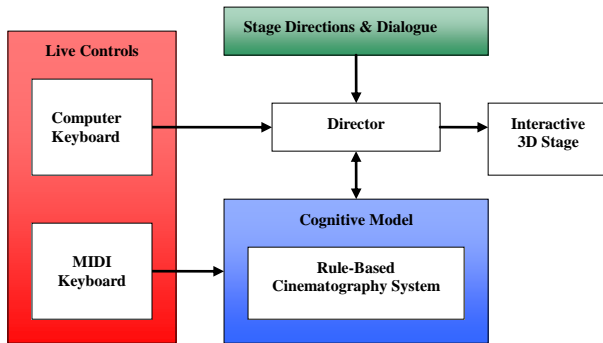 Stage Directions & Dialogue
Live Controls
Computer
Keyboard
Director
Interactive
3D Stage
Cognitive Model
MIDI
Keyboard
Rule-Based
Cinematography System